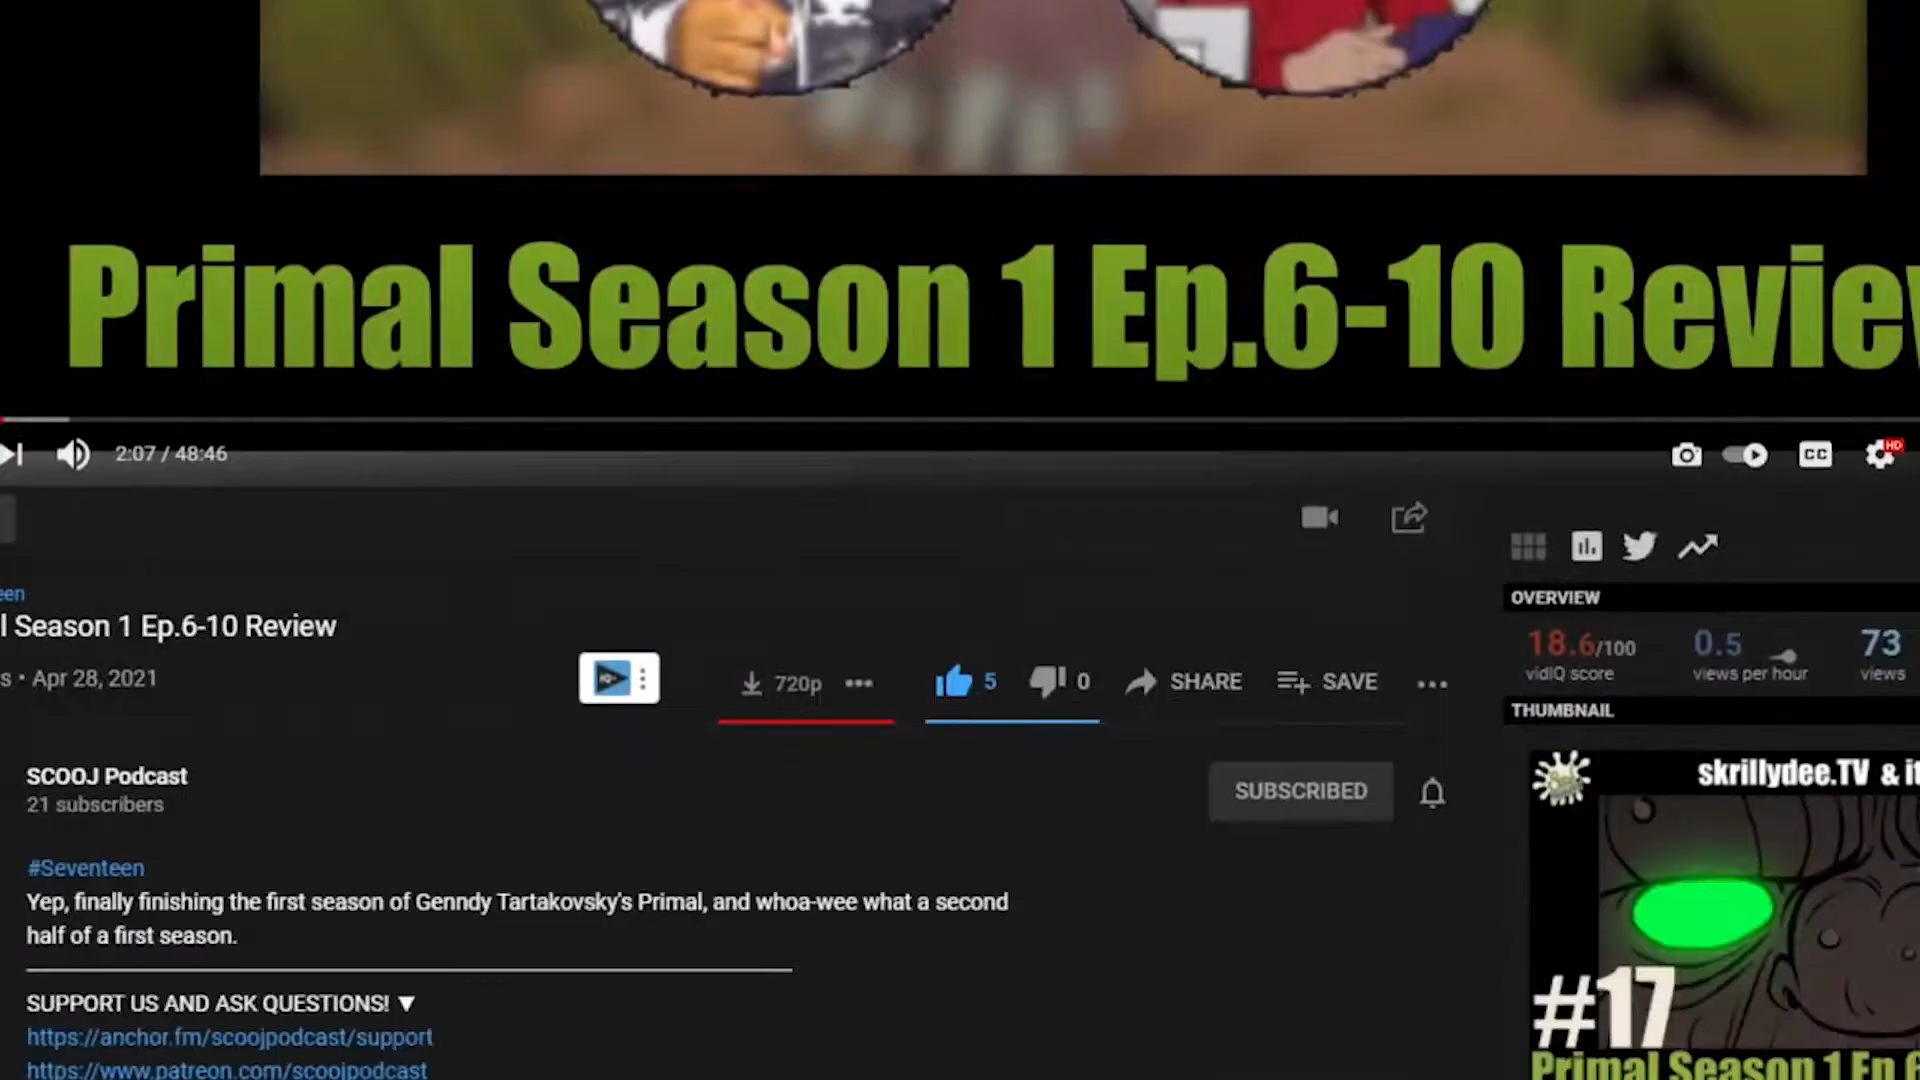 Primal Season 1 Ep.6-10
2:07 / 48:46
CC
HD
Season 1 Ep.6-10 Review
Apr 28, 2021
720p
5
0
SHARE
SAVE
OVERVIEW
18.6/100
vidIQ score
0.5
views per hour
73
views
THUMBNAIL
SCOOJ Podcast
21 subscribers
SUBSCRIBED
#Seventeen
Yep, finally finishing the first season of Genndy Tartakovsky's Primal, and whoa-wee what a second
half of a first season.
SUPPORT US AND ASK QUESTIONS! ▼
https://anchor.fm/scoojpodcast/support
https://www.patreon.com/scoojpodcast
skrillydee.TV &
#17
Primal Season 1